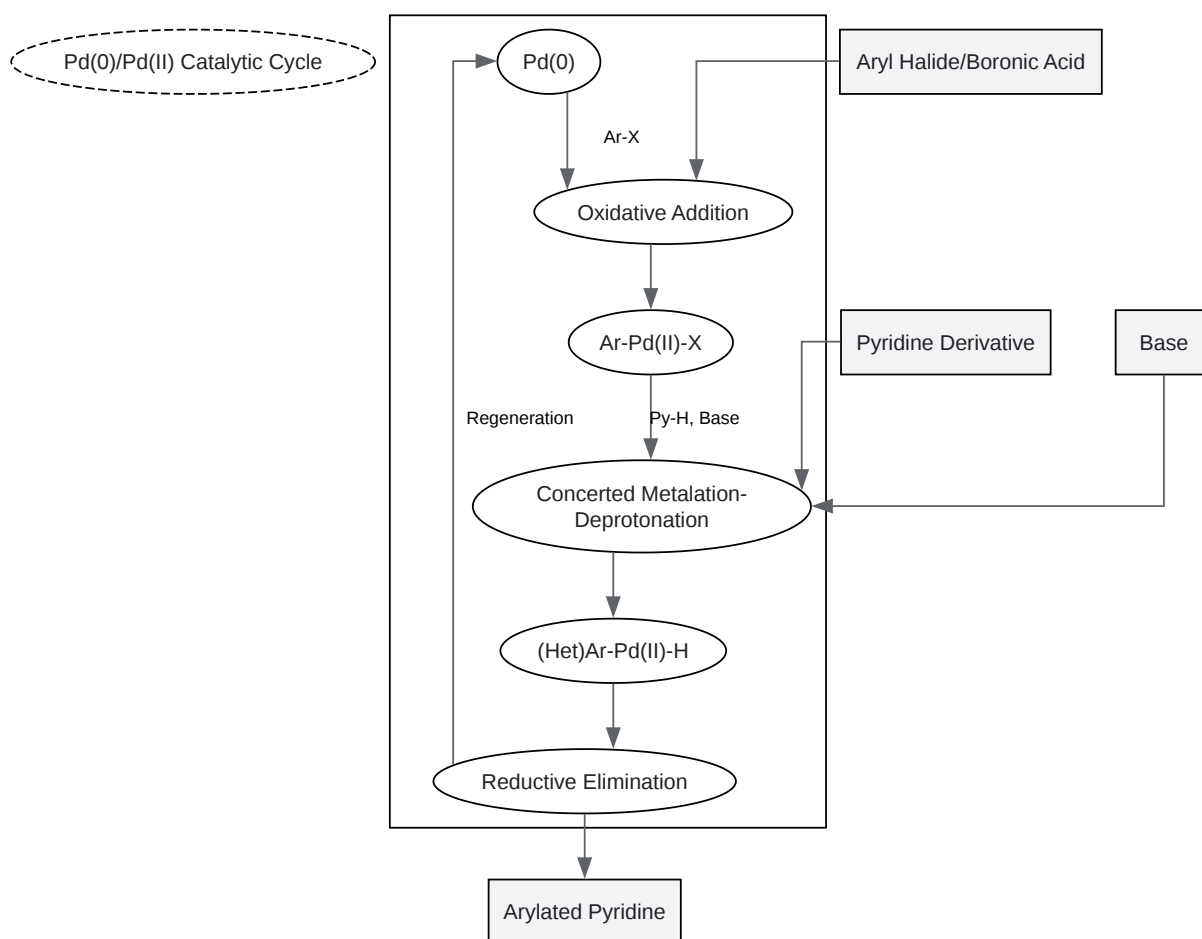 Pd(0)/Pd(II) Catalytic Cycle
Pd(0)
Aryl Halide/Boronic Acid
Ar-X
Oxidative Addition
Ar-Pd(II)-X
Pyridine Derivative
Base
Regeneration
Py-H, Base
Concerted Metalation-
Deprotonation
(Het)Ar-Pd(II)-H
Reductive Elimination
Arylated Pyridine